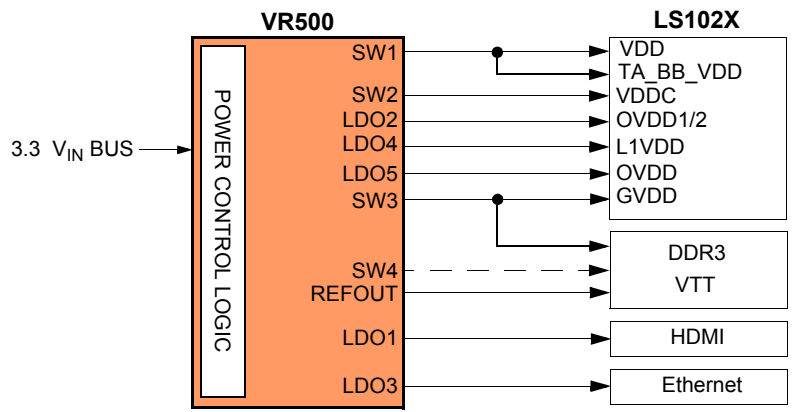 VR500
LS102X
3.3 VIN BUS
POWER CONTROL LOGIC
SW1
SW2
LDO2
LDO4
LDO5
SW3
SW4
REFOUT
LDO1
LDO3
VDD
TA_BB_VDD
VDDC
OVDD1/2
L1VDD
OVDD
GVDD
DDR3
VTT
HDMI
Ethernet